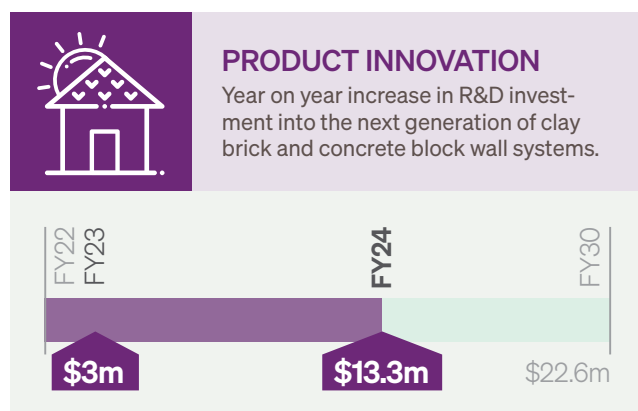 PRODUCT INNOVATION
Year on year increase in R&D invest-
ment into the next generation of clay
brick and concrete block wall systems.
FY22
FY23
FY24
FY30
$3m
$13.3m
$22.6m